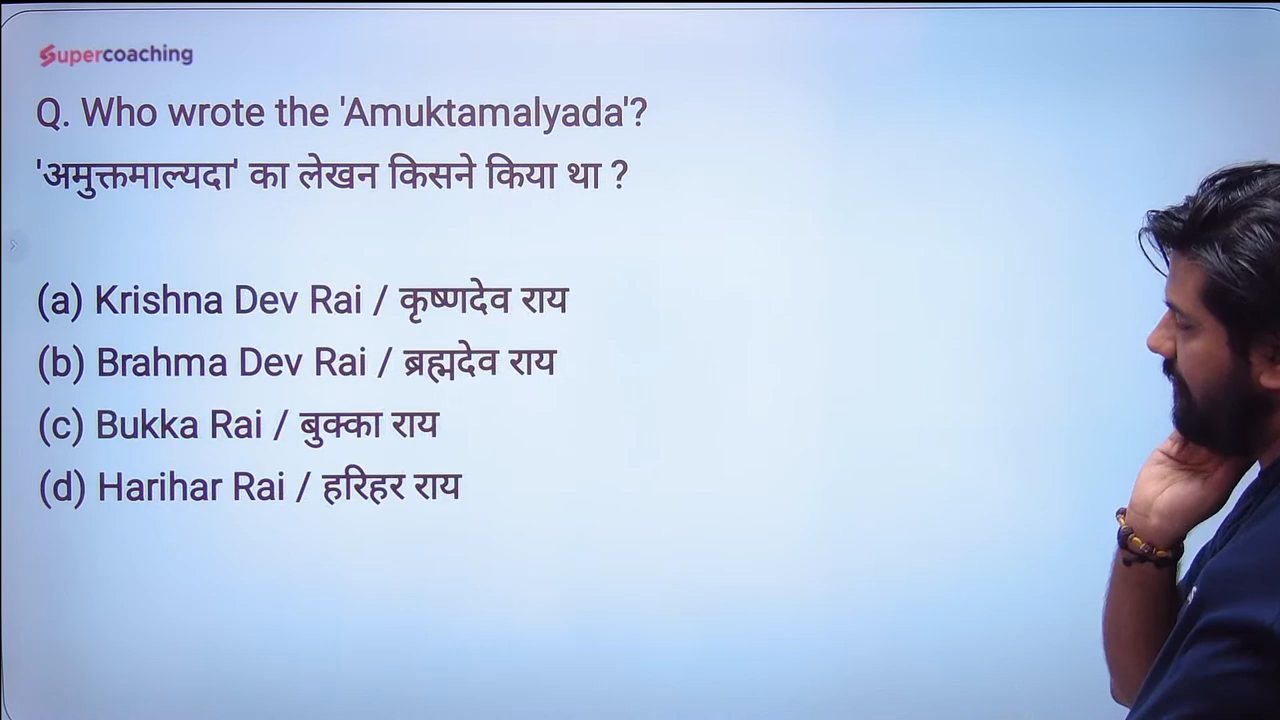 Supercoaching
Q. Who wrote the 'Amuktamalyada'?
'अमुक्तमाल्यदा' का लेखन किसने किया था ?
(a) Krishna Dev Rai / कृष्णदेव राय
(b) Brahma Dev Rai / ब्रह्मदेव राय
(c) Bukka Rai / बुक्का राय
(d) Harihar Rai / हरिहर राय